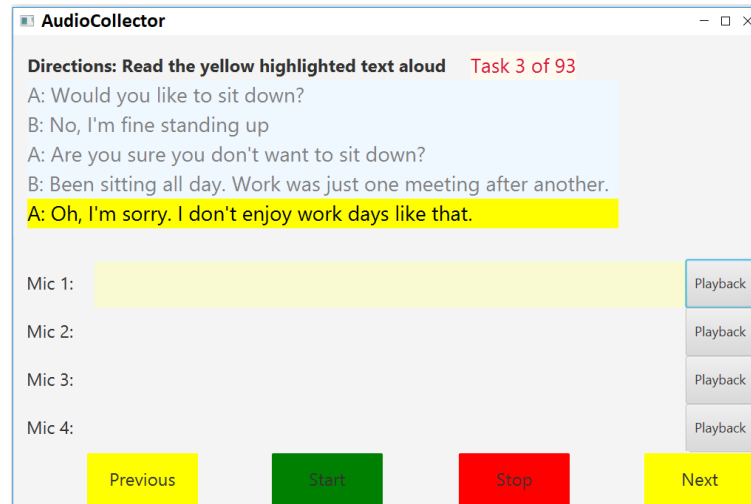 AudioCollector
Directions: Read the yellow highlighted text aloud Task 3 of 93
A: Would you like to sit down?
B: No, I'm fine standing up
A: Are you sure you don't want to sit down?
B: Been sitting all day. Work was just one meeting after another.
A: Oh, I'm sorry. I don't enjoy work days like that.
Mic 1: Playback
Mic 2: Playback
Mic 3: Playback
Mic 4: Playback
Previous Start Stop Next